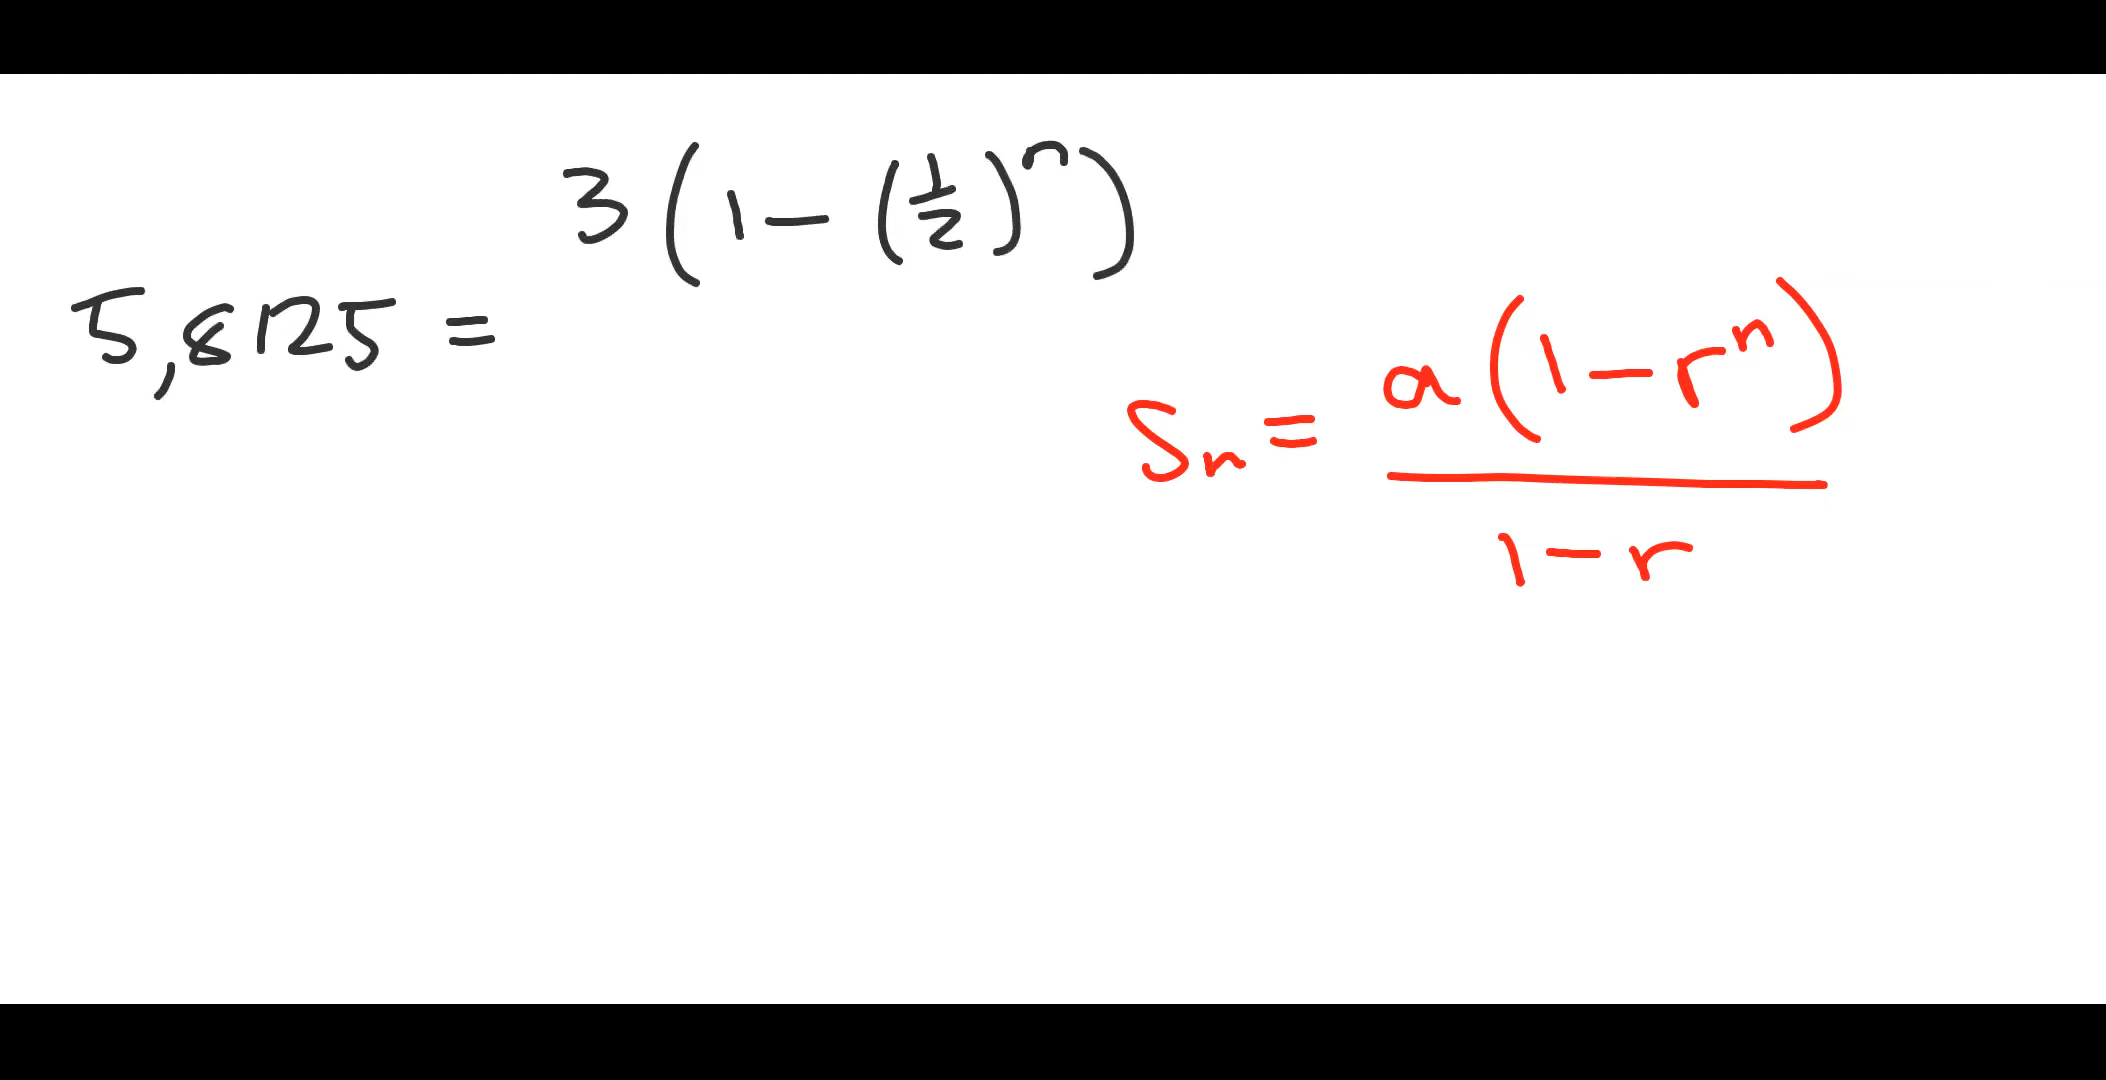 3(1-(1/2)^n)
5,8125 =
S_n = a(1-r^n)
1-r